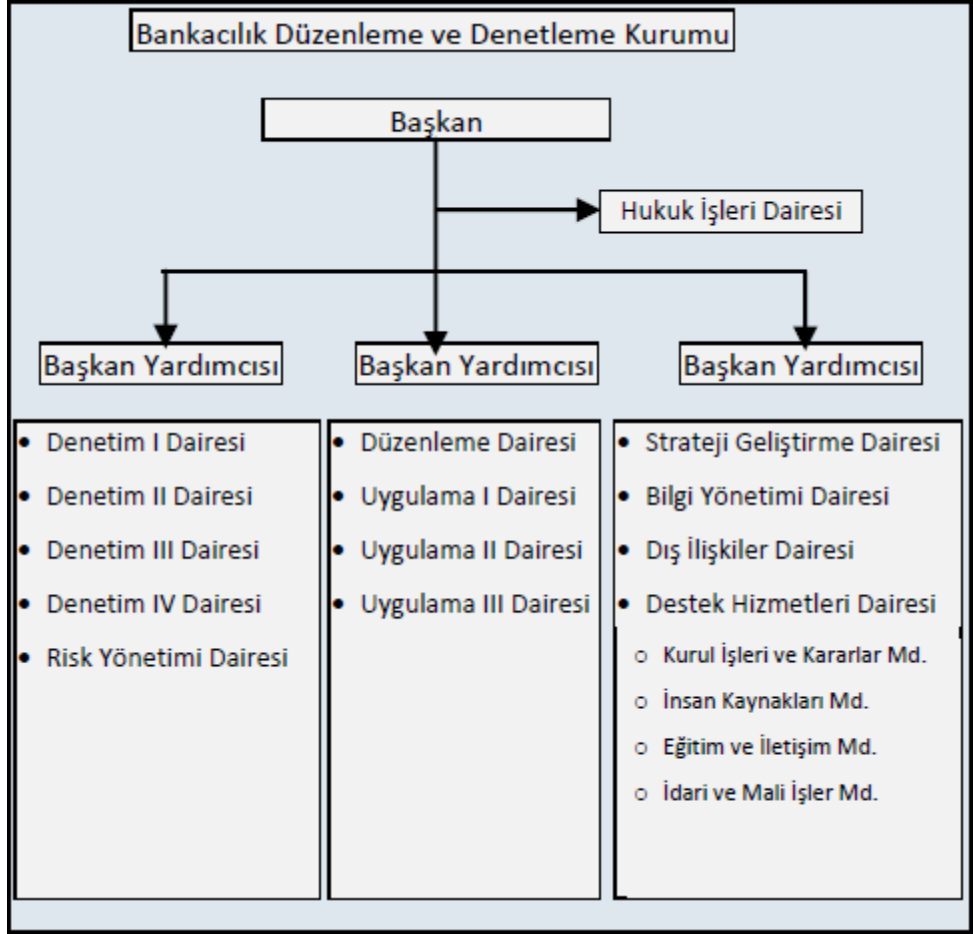 Bankacılık Düzenleme ve Denetleme Kurumu
Başkan
Hukuk İşleri Dairesi
Başkan Yardımcısı
Başkan Yardımcısı
Başkan Yardımcısı
• Denetim I Dairesi
• Denetim II Dairesi
• Denetim III Dairesi
• Denetim IV Dairesi
• Risk Yönetimi Dairesi
• Düzenleme Dairesi
• Uygulama I Dairesi
• Uygulama II Dairesi
• Uygulama III Dairesi
• Strateji Geliştirme Dairesi
• Bilgi Yönetimi Dairesi
• Dış İlişkiler Dairesi
• Destek Hizmetleri Dairesi
o Kurul İşleri ve Kararlar Md.
o İnsan Kaynakları Md.
o Eğitim ve İletişim Md.
o İdari ve Mali İşler Md.